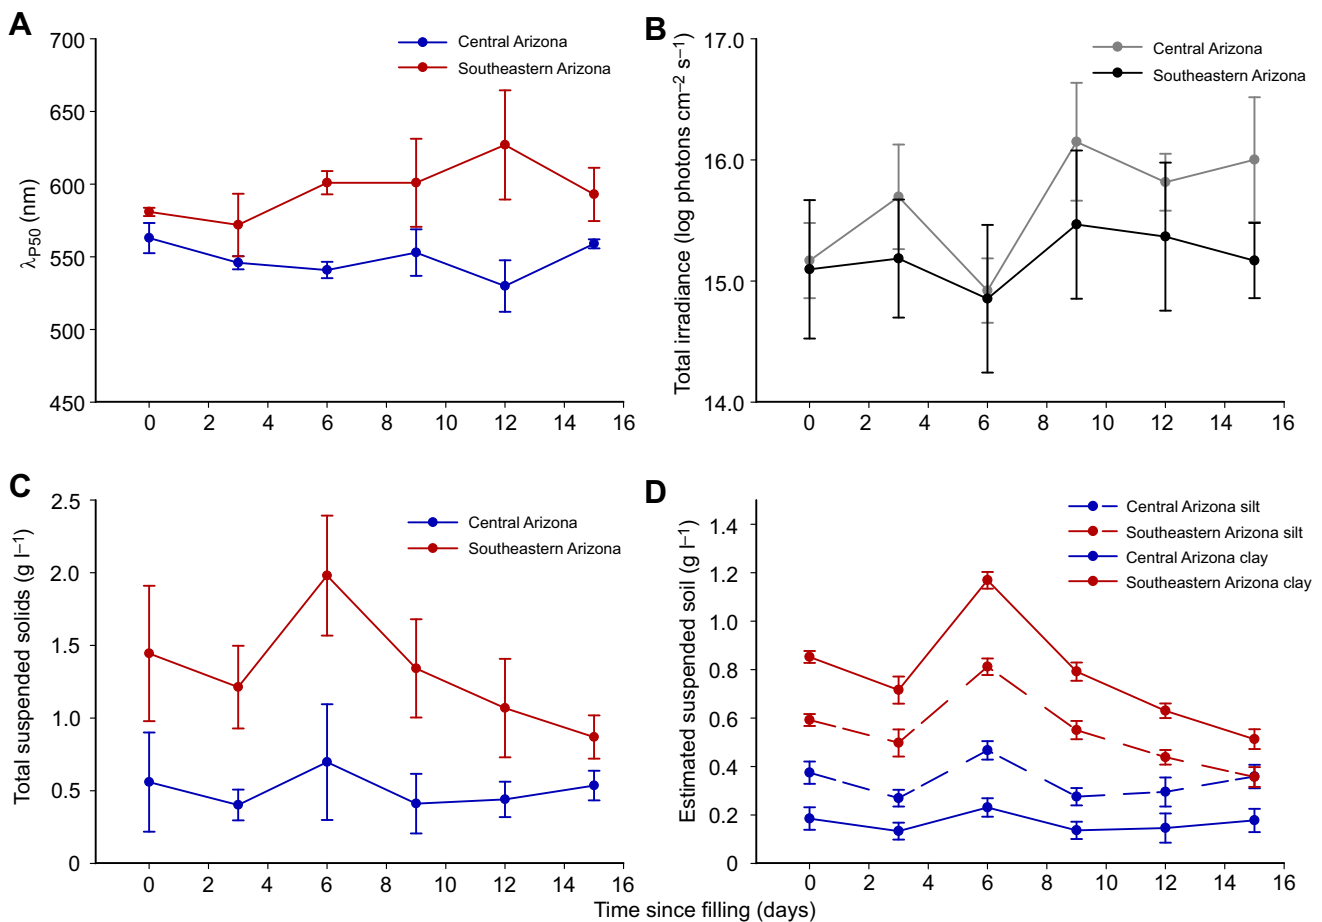 A
700
650
600
550
500
450
λP50 (nm)
Central Arizona
Southeastern Arizona
0 2 4 6 8 10 12 14 16
B
17.0
16.0
15.0
14.0
Total irradiance (log photons cm−2 s−1)
Central Arizona
Southeastern Arizona
0 2 4 6 8 10 12 14 16
C
2.5
2.0
1.5
1.0
0.5
0
Total suspended solids (g l−1)
Central Arizona
Southeastern Arizona
0 2 4 6 8 10 12 14 16
D
1.4
1.2
1.0
0.8
0.6
0.4
0.2
0
Estimated suspended soil (g l−1)
Central Arizona silt
Southeastern Arizona silt
Central Arizona clay
Southeastern Arizona clay
0 2 4 6 8 10 12 14 16
Time since filling (days)